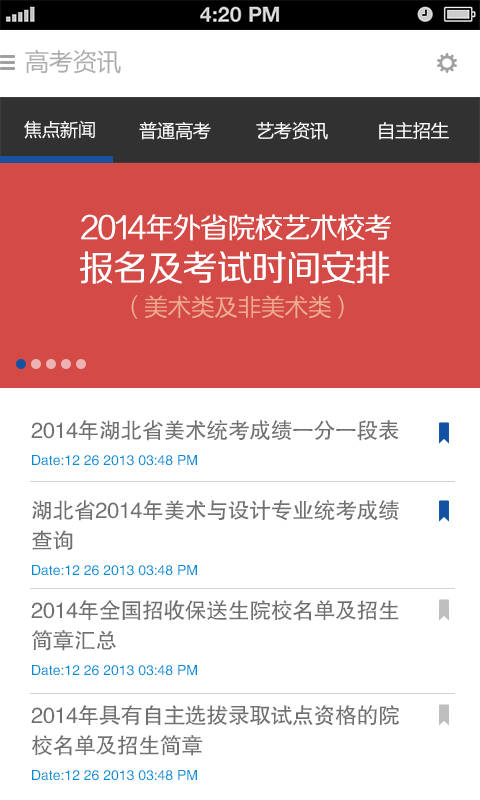 4:20 PM
高考资讯
焦点新闻 普通高考 艺考资讯 自主招生
2014年外省院校艺术校考
报名及考试时间安排
（美术类及非美术类）
2014年湖北省美术统考成绩一分一段表
Date:12 26 2013 03:48 PM
湖北省2014年美术与设计专业统考成绩
查询
Date:12 26 2013 03:48 PM
2014年全国招收保送生院校名单及招生
简章汇总
Date:12 26 2013 03:48 PM
2014年具有自主选拔录取试点资格的院
校名单及招生简章
Date:12 26 2013 03:48 PM